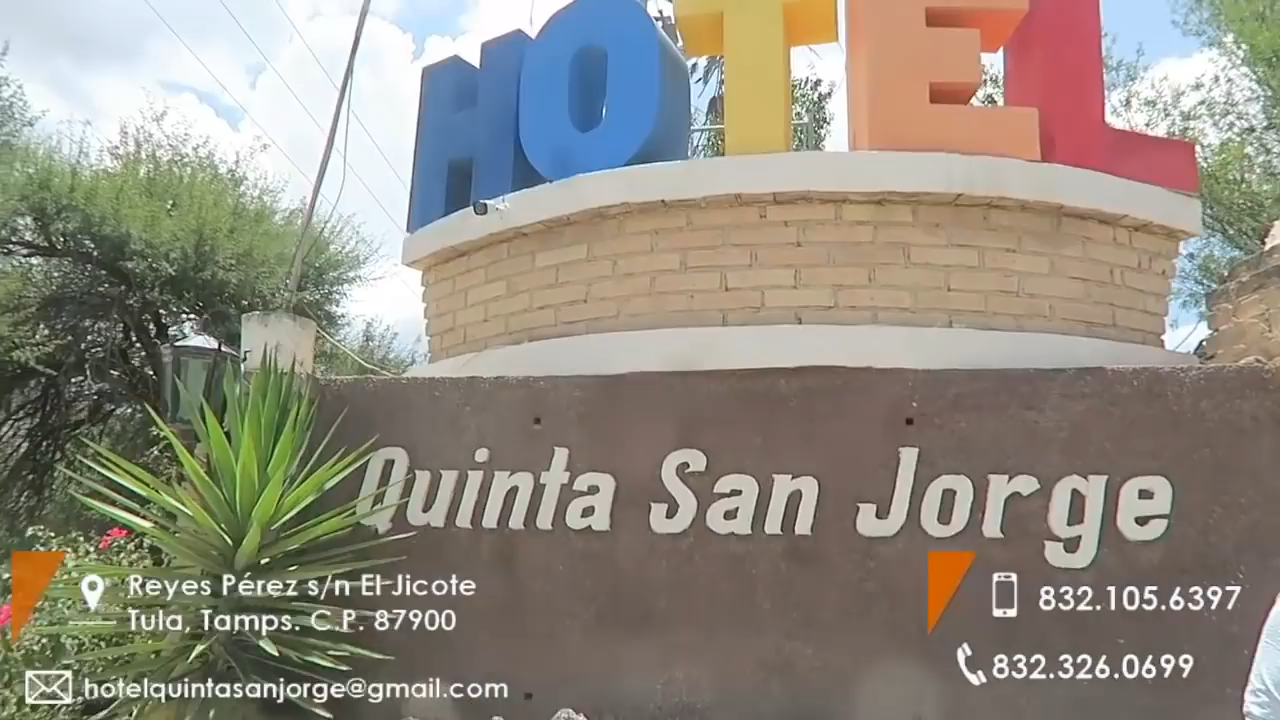 HOTEL
Quinta San Jorge
Reyes Pérez s/n El Jicote
Tula, Tamps. C.P. 87900
hotelquintasanjorge@gmail.com
832.105.6397
832.326.0699